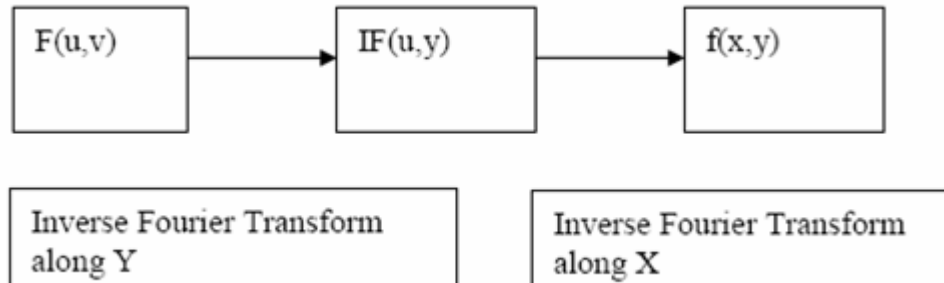 F(u,v)
IF(u,y)
f(x,y)
Inverse Fourier Transform
along Y
Inverse Fourier Transform
along X